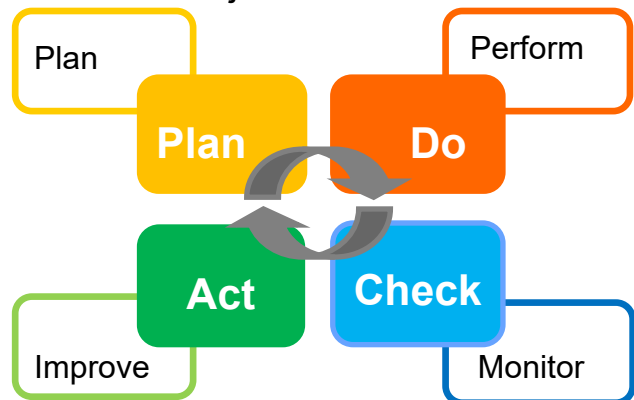 Plan
Perform
Plan
Do
Act
Check
Improve
Monitor